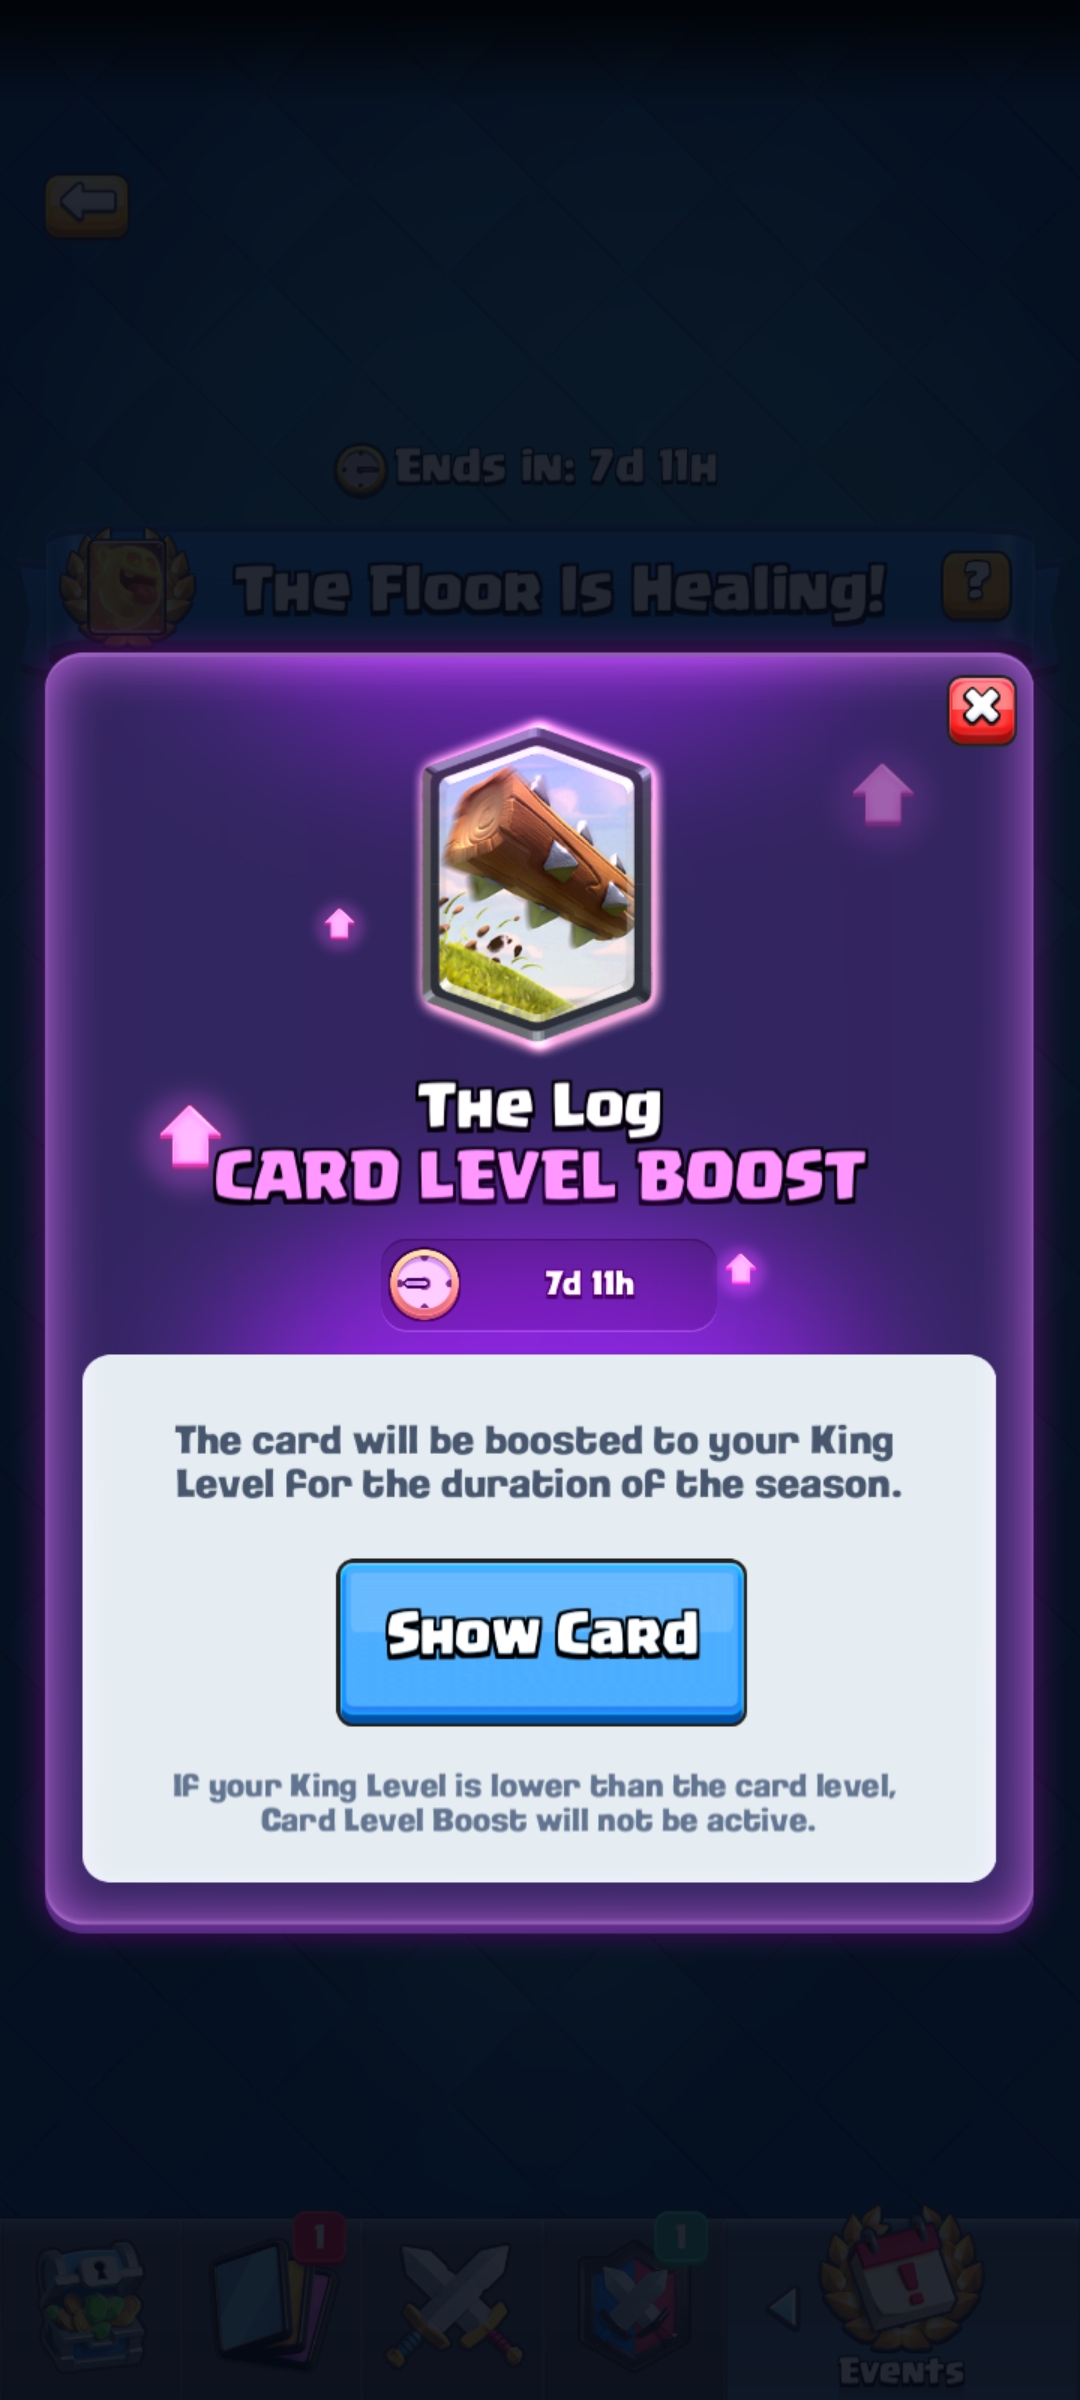 Ends in: 7d 11h
The Floor Is Healing!
?
The Log
CARD LEVEL BOOST
7d 11h
The card will be boosted to your King
Level for the duration of the season.
Show Card
If your King Level is lower than the card level,
Card Level Boost will not be active.
1
1
!
Events